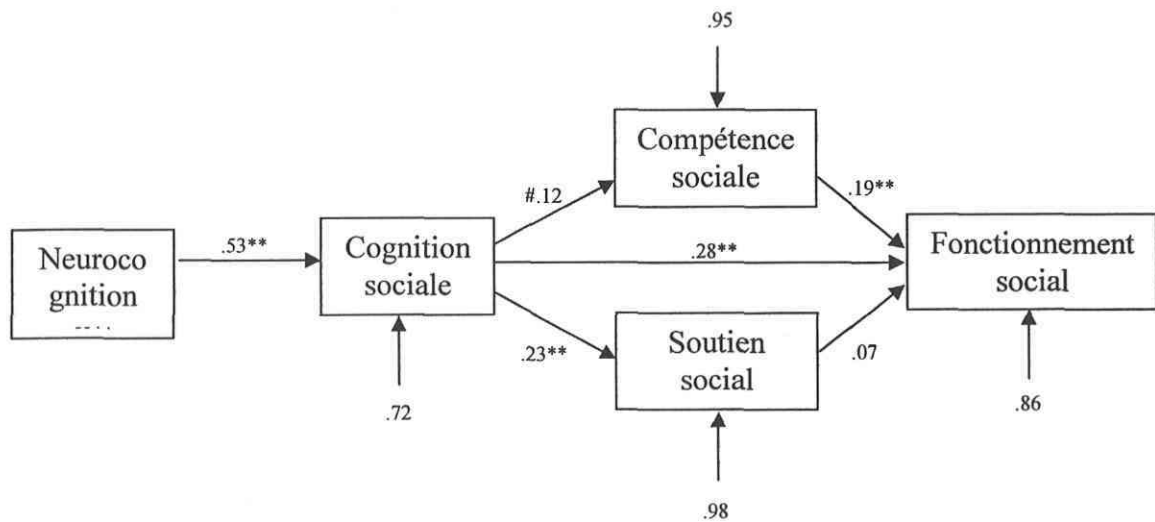 .95
Compétence
sociale
#.12
.19**
Neuroco
gnition
.53**
Cognition
sociale
.28**
Fonctionnement
social
.23**
Soutien
social
.07
.72
.86
.98